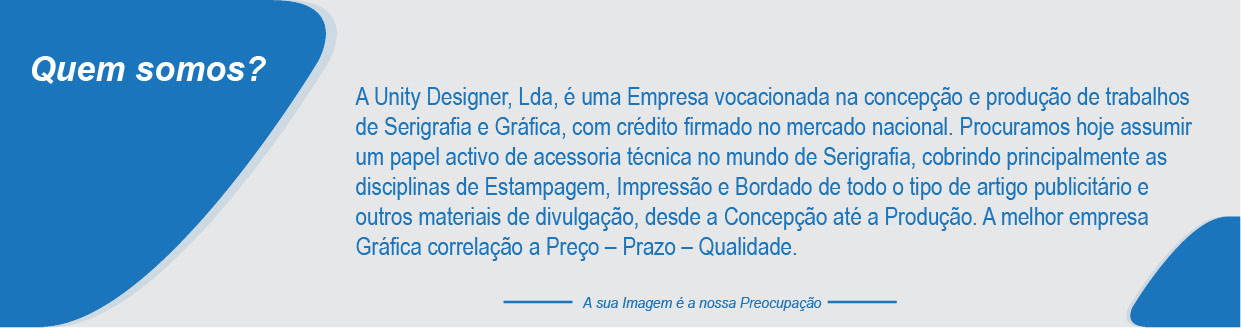 Quem somos?
A Unity Designer, Lda, é uma Empresa vocacionada na concepção e produção de trabalhos
de Serigrafia e Gráfica, com crédito firmado no mercado nacional. Procuramos hoje assumir
um papel activo de acessoria técnica no mundo de Serigrafia, cobrindo principalmente as
disciplinas de Estampagem, Impressão e Bordado de todo o tipo de artigo publicitário e
outros materiais de divulgação, desde a Concepção até a Produção. A melhor empresa
Gráfica correlação a Preço – Prazo – Qualidade.
A sua Imagem é a nossa Preocupação